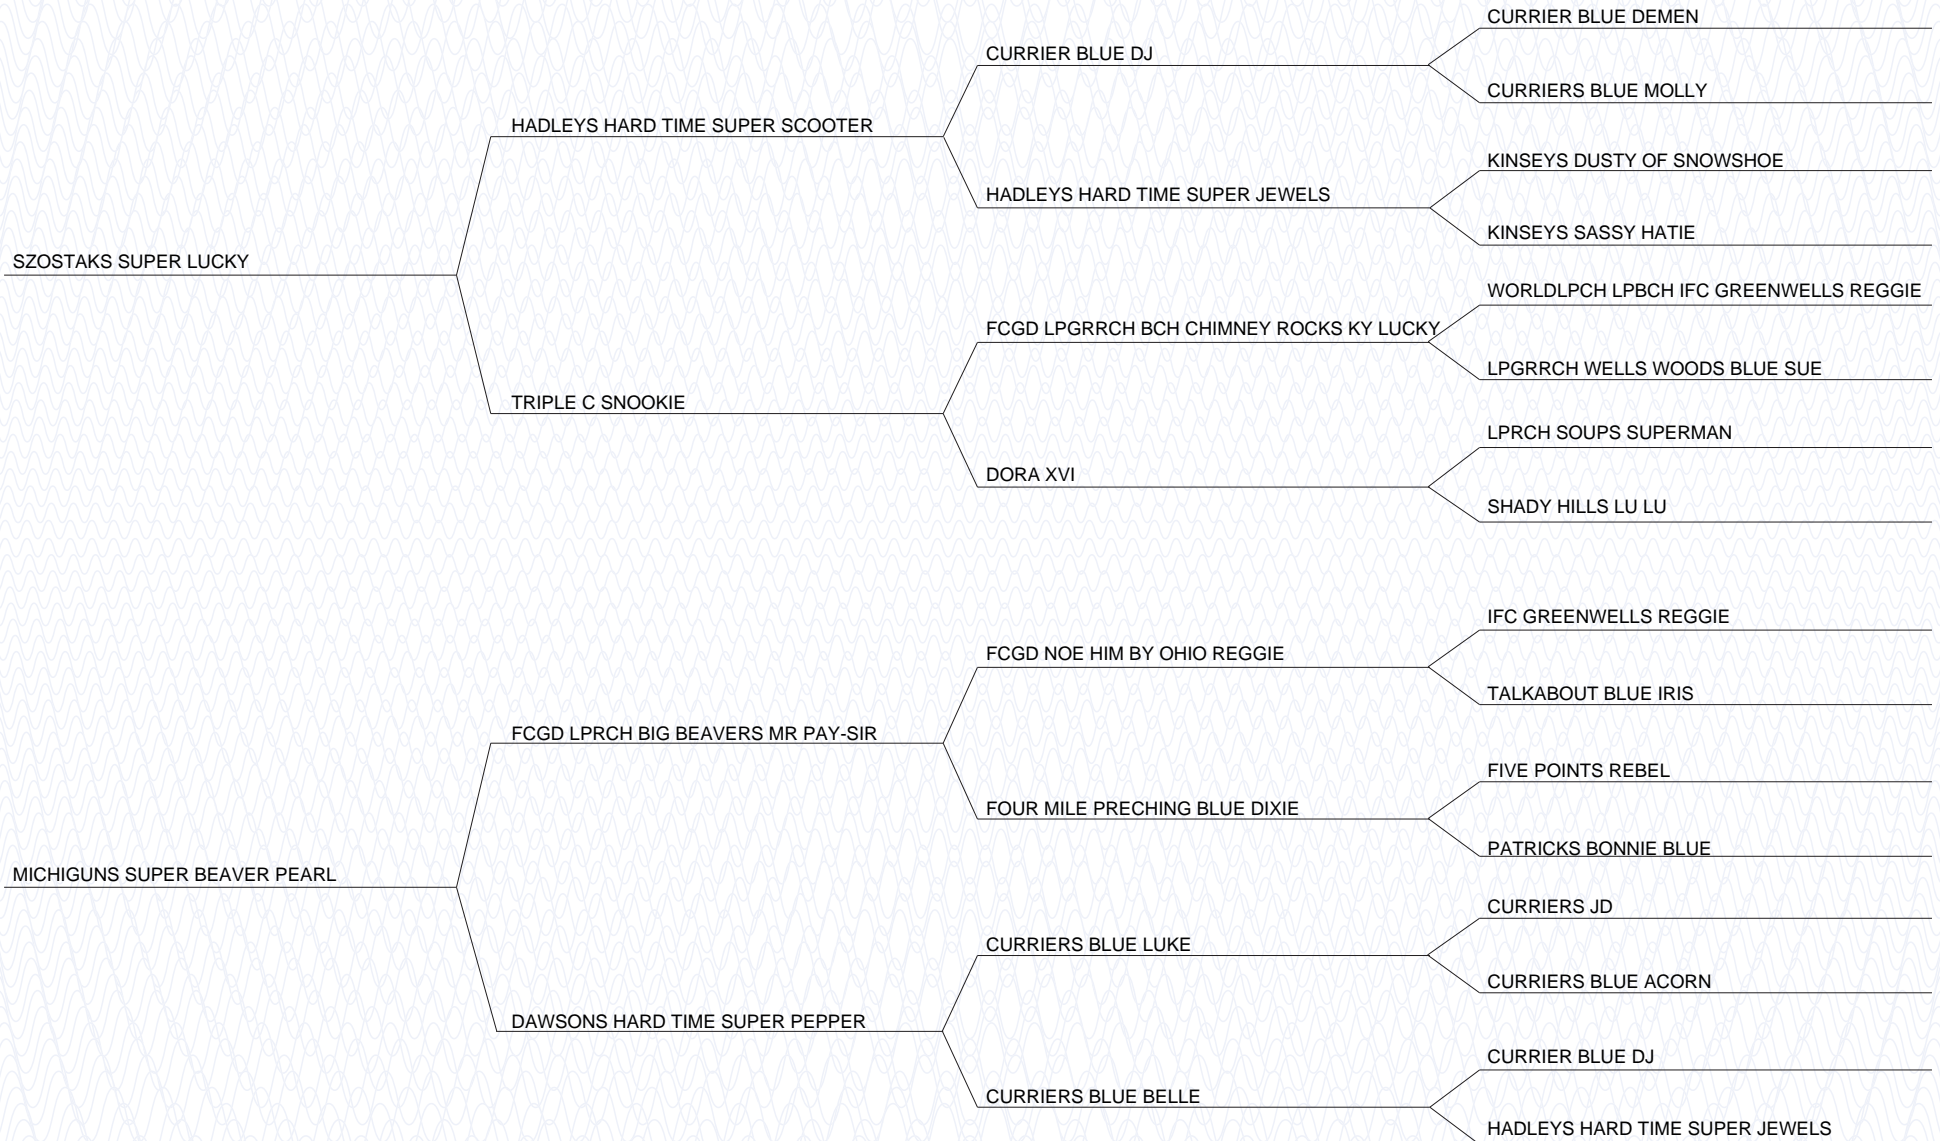 CURRIER BLUE DEMEN
CURRIER BLUE DJ
CURRIERS BLUE MOLLY
HADLEYS HARD TIME SUPER SCOOTER
KINSEYS DUSTY OF SNOWSHOE
HADLEYS HARD TIME SUPER JEWELS
KINSEYS SASSY HATIE
SZOSTAKS SUPER LUCKY
WORLDLPCH LPBCH IFC GREENWELLS REGGIE
FCGD LPGRRCH BCH CHIMNEY ROCKS KY LUCKY
LPGRRCH WELLS WOODS BLUE SUE
TRIPLE C SNOOKIE
LPRCH SOUPS SUPERMAN
DORA XVI
SHADY HILLS LU LU
IFC GREENWELLS REGGIE
FCGD NOE HIM BY OHIO REGGIE
TALKABOUT BLUE IRIS
FCGD LPRCH BIG BEAVERS MR PAY-SIR
FIVE POINTS REBEL
FOUR MILE PRECHING BLUE DIXIE
PATRICKS BONNIE BLUE
MICHIGUNS SUPER BEAVER PEARL
CURRIERS JD
CURRIERS BLUE LUKE
CURRIERS BLUE ACORN
DAWSONS HARD TIME SUPER PEPPER
CURRIER BLUE DJ
CURRIERS BLUE BELLE
HADLEYS HARD TIME SUPER JEWELS